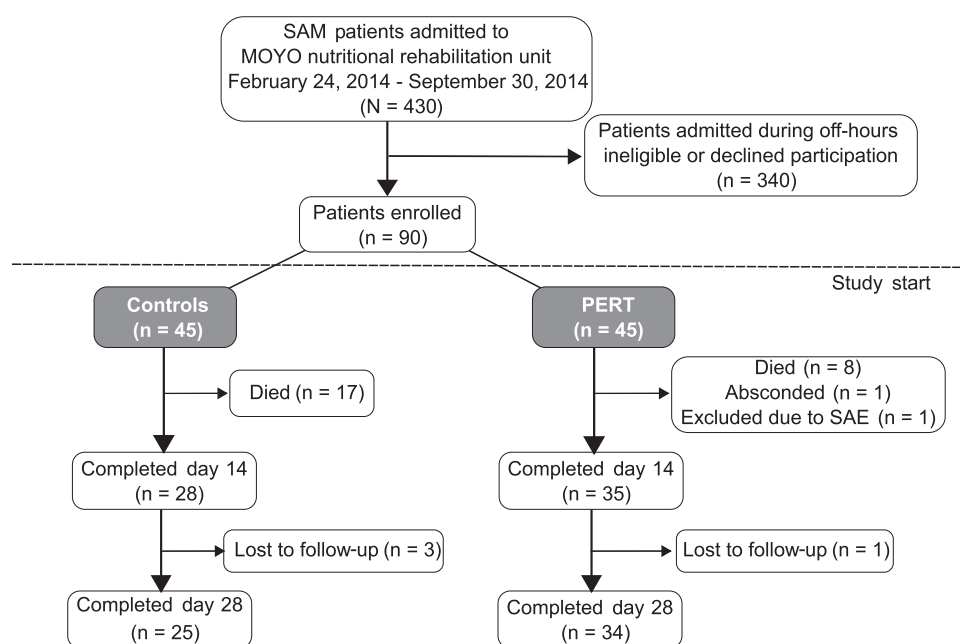 SAM patients admitted to
MOYO nutritional rehabilitation unit
February 24, 2014 - September 30, 2014
(N = 430)
Patients admitted during off-hours
ineligible or declined participation
(n = 340)
Patients enrolled
(n = 90)
Study start
Controls
(n = 45)
PERT
(n = 45)
Died (n = 17)
Died (n = 8)
Absconded (n = 1)
Excluded due to SAE (n = 1)
Completed day 14
(n = 28)
Completed day 14
(n = 35)
Lost to follow-up (n = 3)
Lost to follow-up (n = 1)
Completed day 28
(n = 25)
Completed day 28
(n = 34)